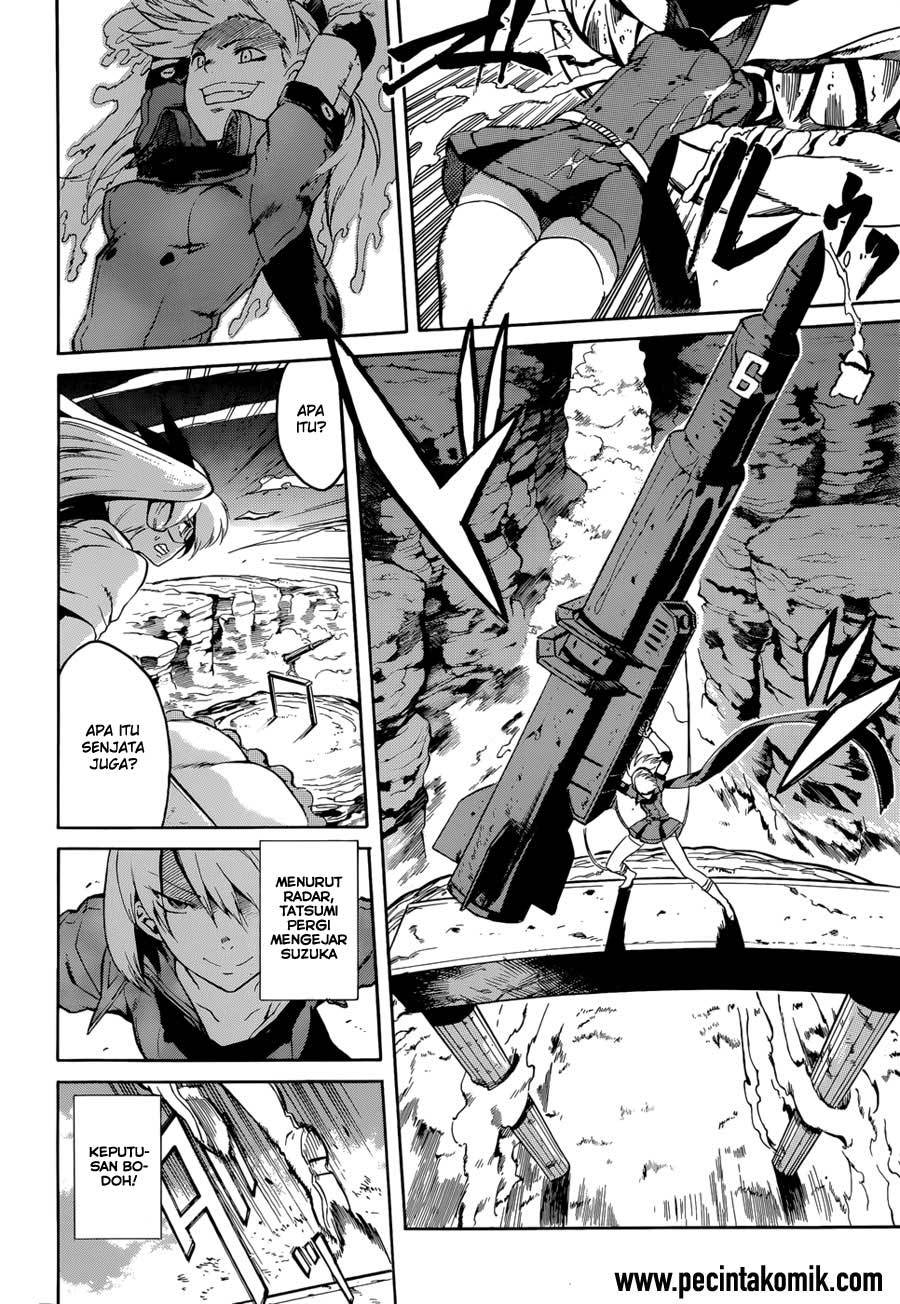 6
APA
ITU?
APA ITU
SENJATA
JUGA?
MENURUT
RADAR,
TATSUMI
PERGI
MENGEJAR
SUZUKA
KEPUTU-
SAN BO-
DOH!
www.pecintakomik.com